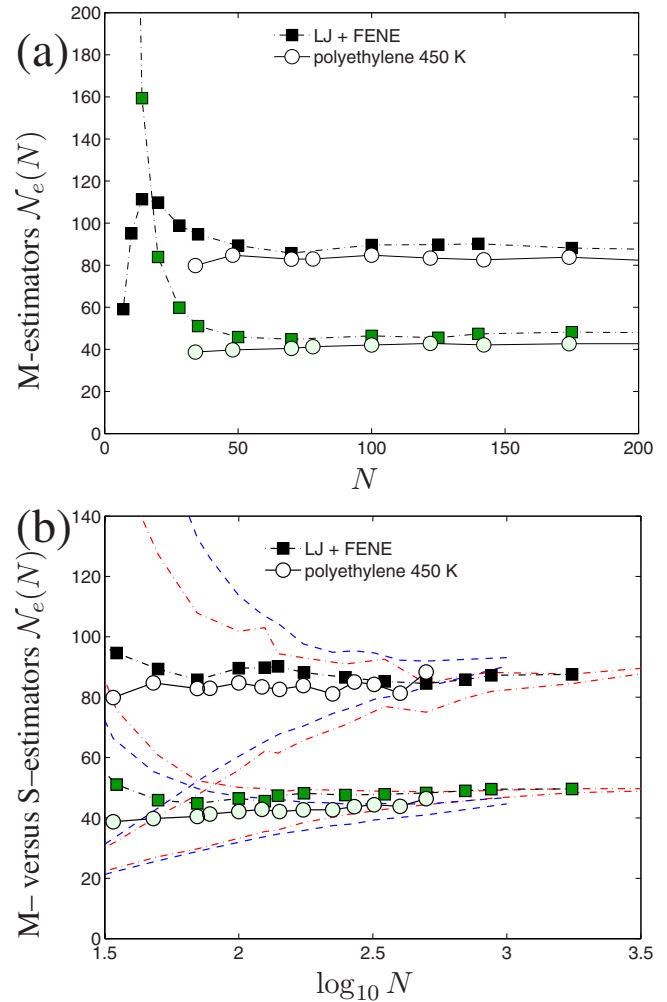 (a)
M-estimators 𝒩e(N)
200
180
160
140
120
100
80
60
40
20
0
LJ + FENE
polyethylene 450 K
0 50 100 150 200
N
(b)
M– versus S–estimators 𝒩e(N)
140
120
100
80
60
40
20
0
LJ + FENE
polyethylene 450 K
1.5 2 2.5 3 3.5
log10 N